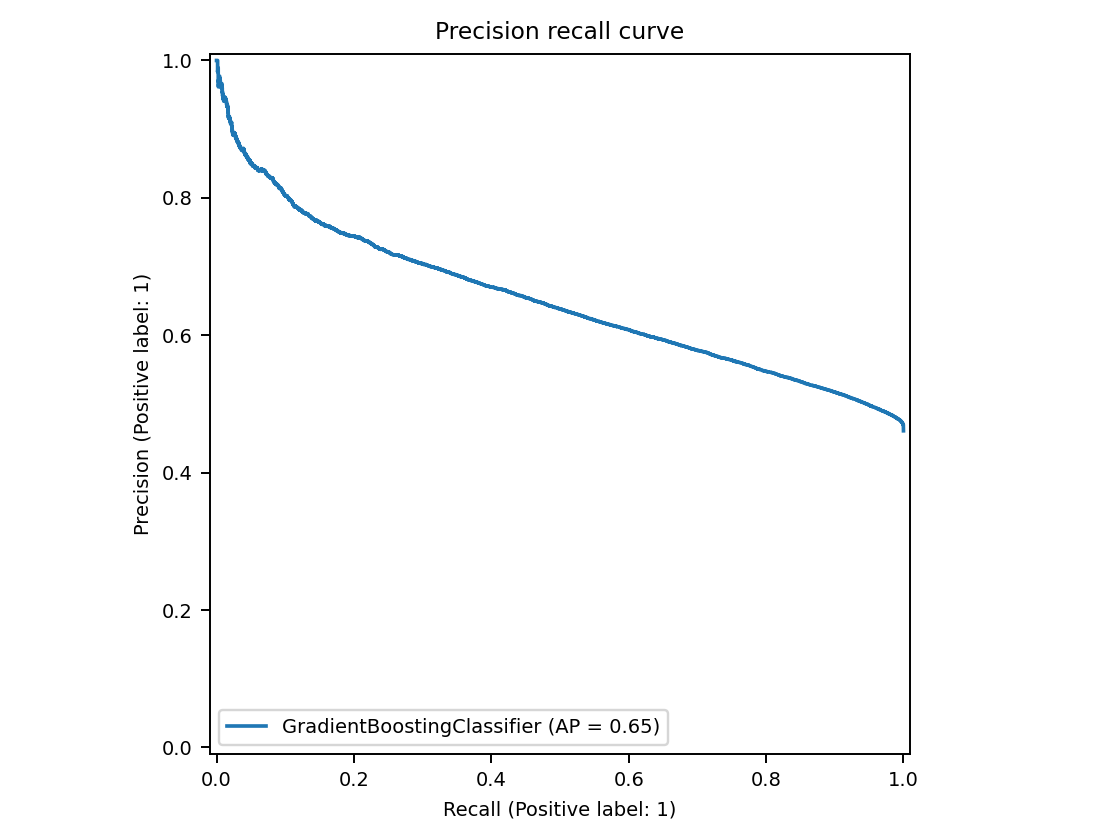 Precision recall curve
1.0
0.8
0.6
0.4
0.2
0.0
Precision (Positive label: 1)
GradientBoostingClassifier (AP = 0.65)
0.0 0.2 0.4 0.6 0.8 1.0
Recall (Positive label: 1)